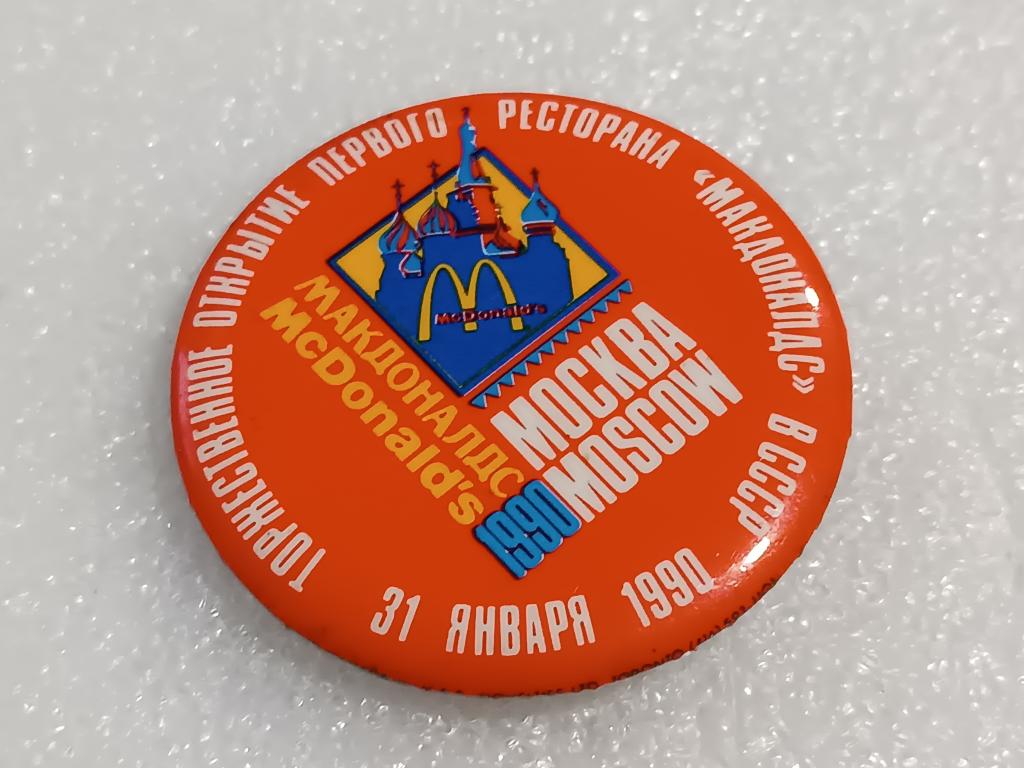 ТОРЖЕСТВЕННОЕ ОТКРЫТИЕ ПЕРВОГО РЕСТОРАНА «МАКДОНАЛДС» В СССР
McDonald's
МАКДОНАЛДС
McDonald's
МОСКВА
MOSCOW
1990
31 ЯНВАРЯ 1990